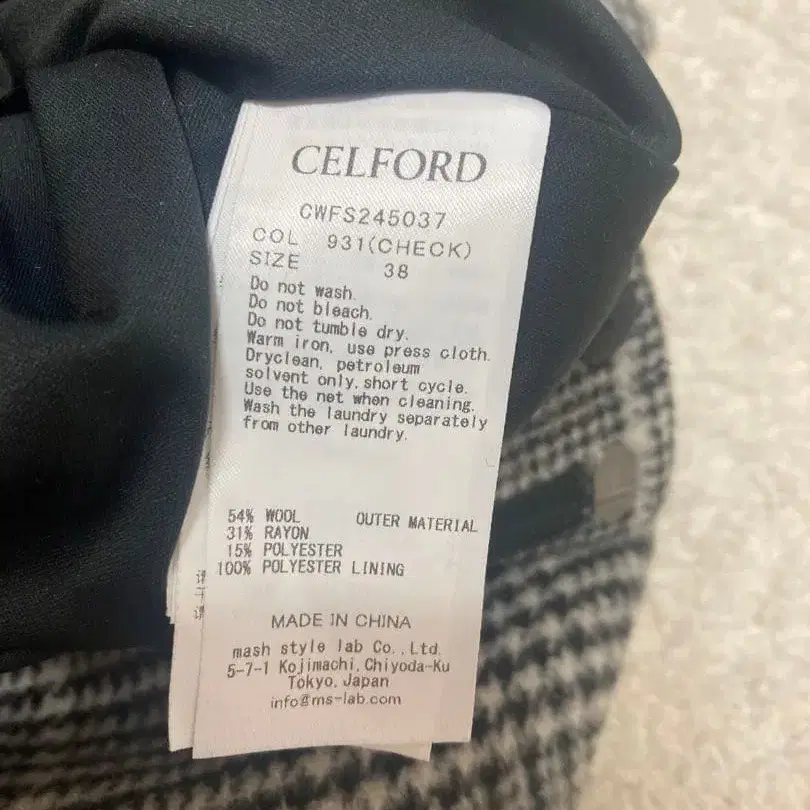 CELFORD
CWFS245037
COL 931(CHECK)
SIZE 38
Do not wash.
Do not bleach.
Do not tumble dry.
Warm iron, use press cloth.
Dryclean, petroleum
solvent only. short cycle.
Use the net when cleaning.
Wash the laundry separately
from other laundry.
54% WOOL OUTER MATERIAL
31% RAYON
15% POLYESTER
100% POLYESTER LINING
MADE IN CHINA
mash style lab Co.,Ltd.
5-7-1 Kojimachi,Chiyoda-Ku
Tokyo,Japan
info@ms-lab.com